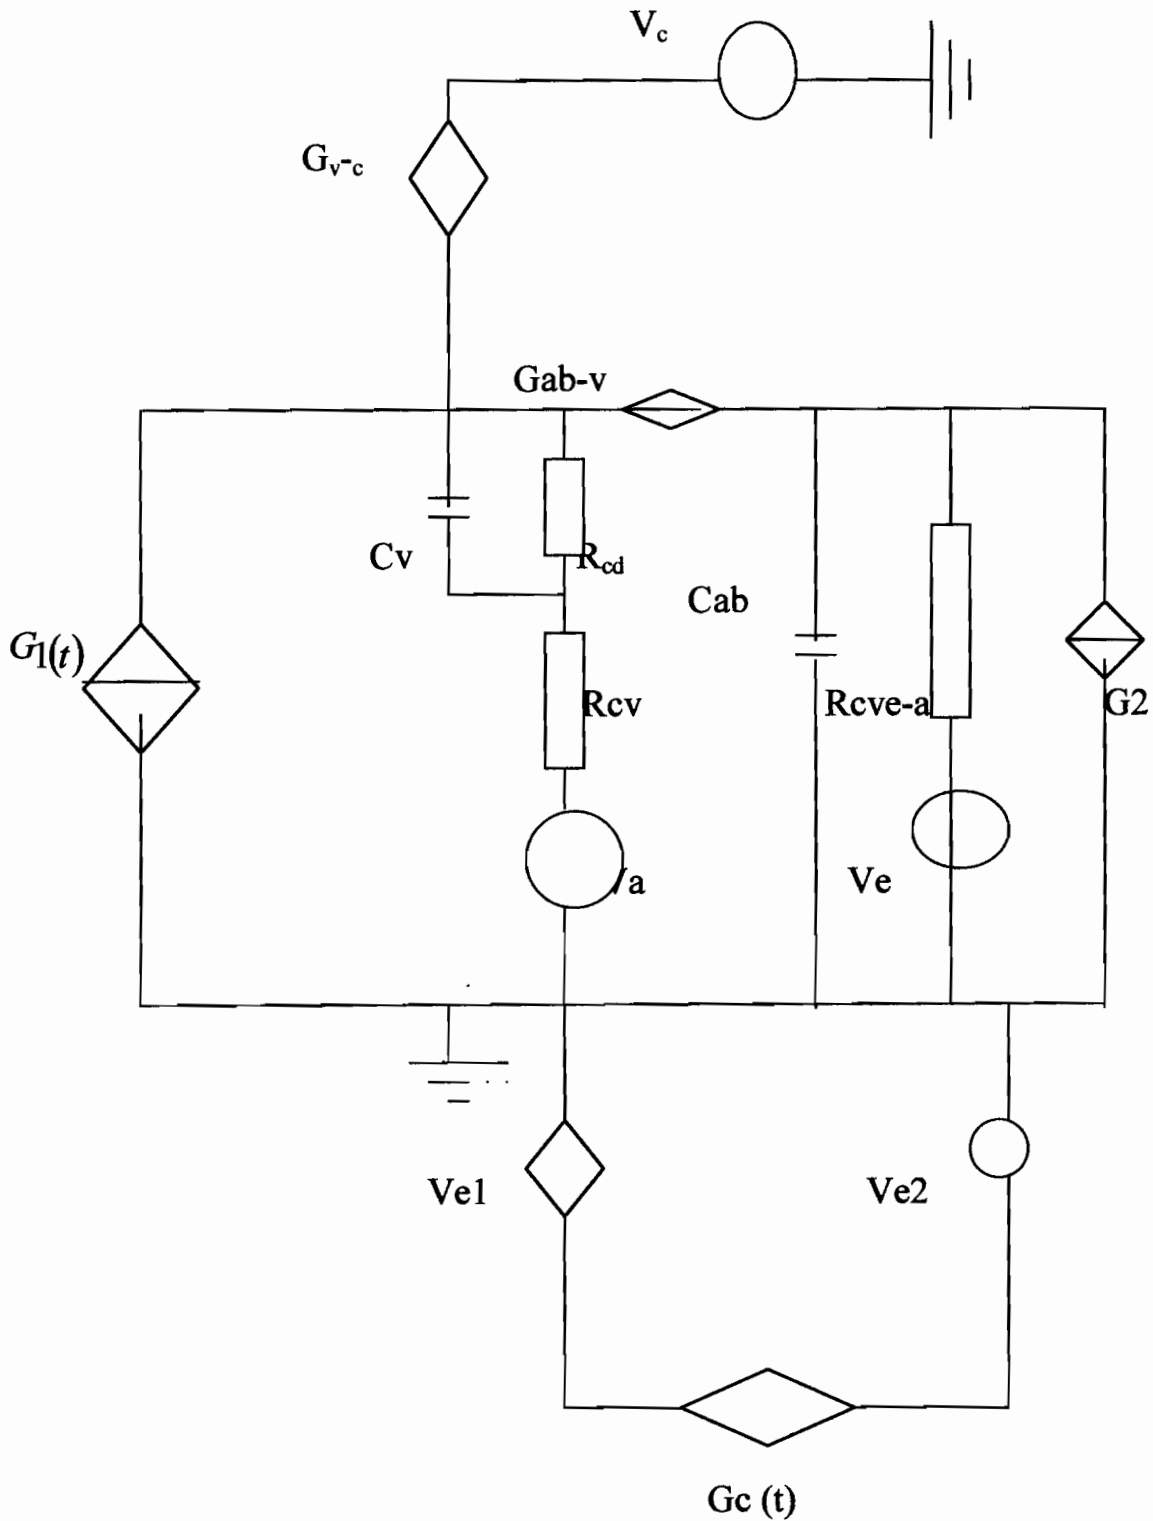 Vc
Gv-c
Gab-v
Cv
Rcd
Cab
G1(t)
Rcv
Rcve-a
G2
Ve
Ve1
Ve2
Gc (t)